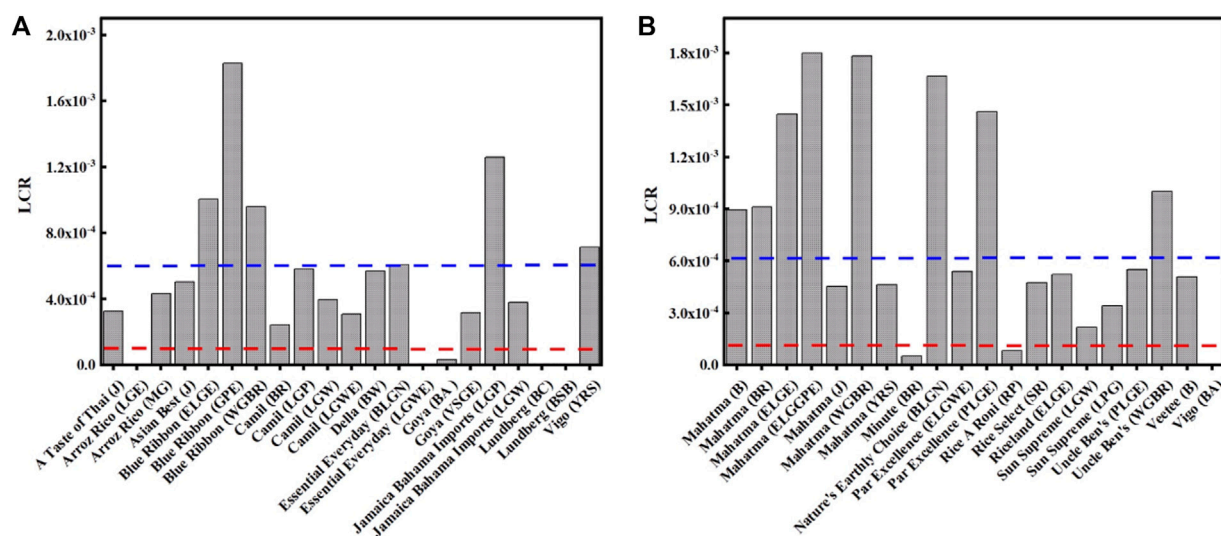 A
LCR
2.0x10⁻³
1.6x10⁻³
1.2x10⁻³
8.0x10⁻⁴
4.0x10⁻⁴
0.0
A Taste of Thai (J)
Arroz Rico (LGE)
Arroz Rico (MG)
Asian Best (J)
Blue Ribbon (ELGE)
Blue Ribbon (GPE)
Blue Ribbon (WGBR)
Camil (BR)
Camil (LGP)
Camil (LGW)
Camil (LGWE)
Della (BW)
Essential Everyday (BLGN)
Essential Everyday (LGWE)
Goya (BA )
Goya (VSGE)
Jamaica Bahama Imports (LGP)
Jamaica Bahama Imports (LGW)
Lundberg (BC)
Lundberg (BSB)
Vigo (YRS)
B
LCR
1.8x10⁻³
1.5x10⁻³
1.2x10⁻³
9.0x10⁻⁴
6.0x10⁻⁴
3.0x10⁻⁴
0.0
Mahatma (B)
Mahatma (BR)
Mahatma (ELGE)
Mahatma (ELGGPE)
Mahatma (J)
Mahatma (WGBR)
Mahatma (YRS)
Minute (BR)
Nature's Earthly Choice (BLGN)
Par Excellence (ELGWE)
Par Excellence (PLGE)
Rice A Roni (RP)
Rice Select (SR)
Riceland (ELGE)
Sun Supreme (LGW)
Sun Supreme (LPG)
Uncle Ben's (PLGE)
Uncle Ben's (WGBR)
Veetee (B)
Vigo (BA)